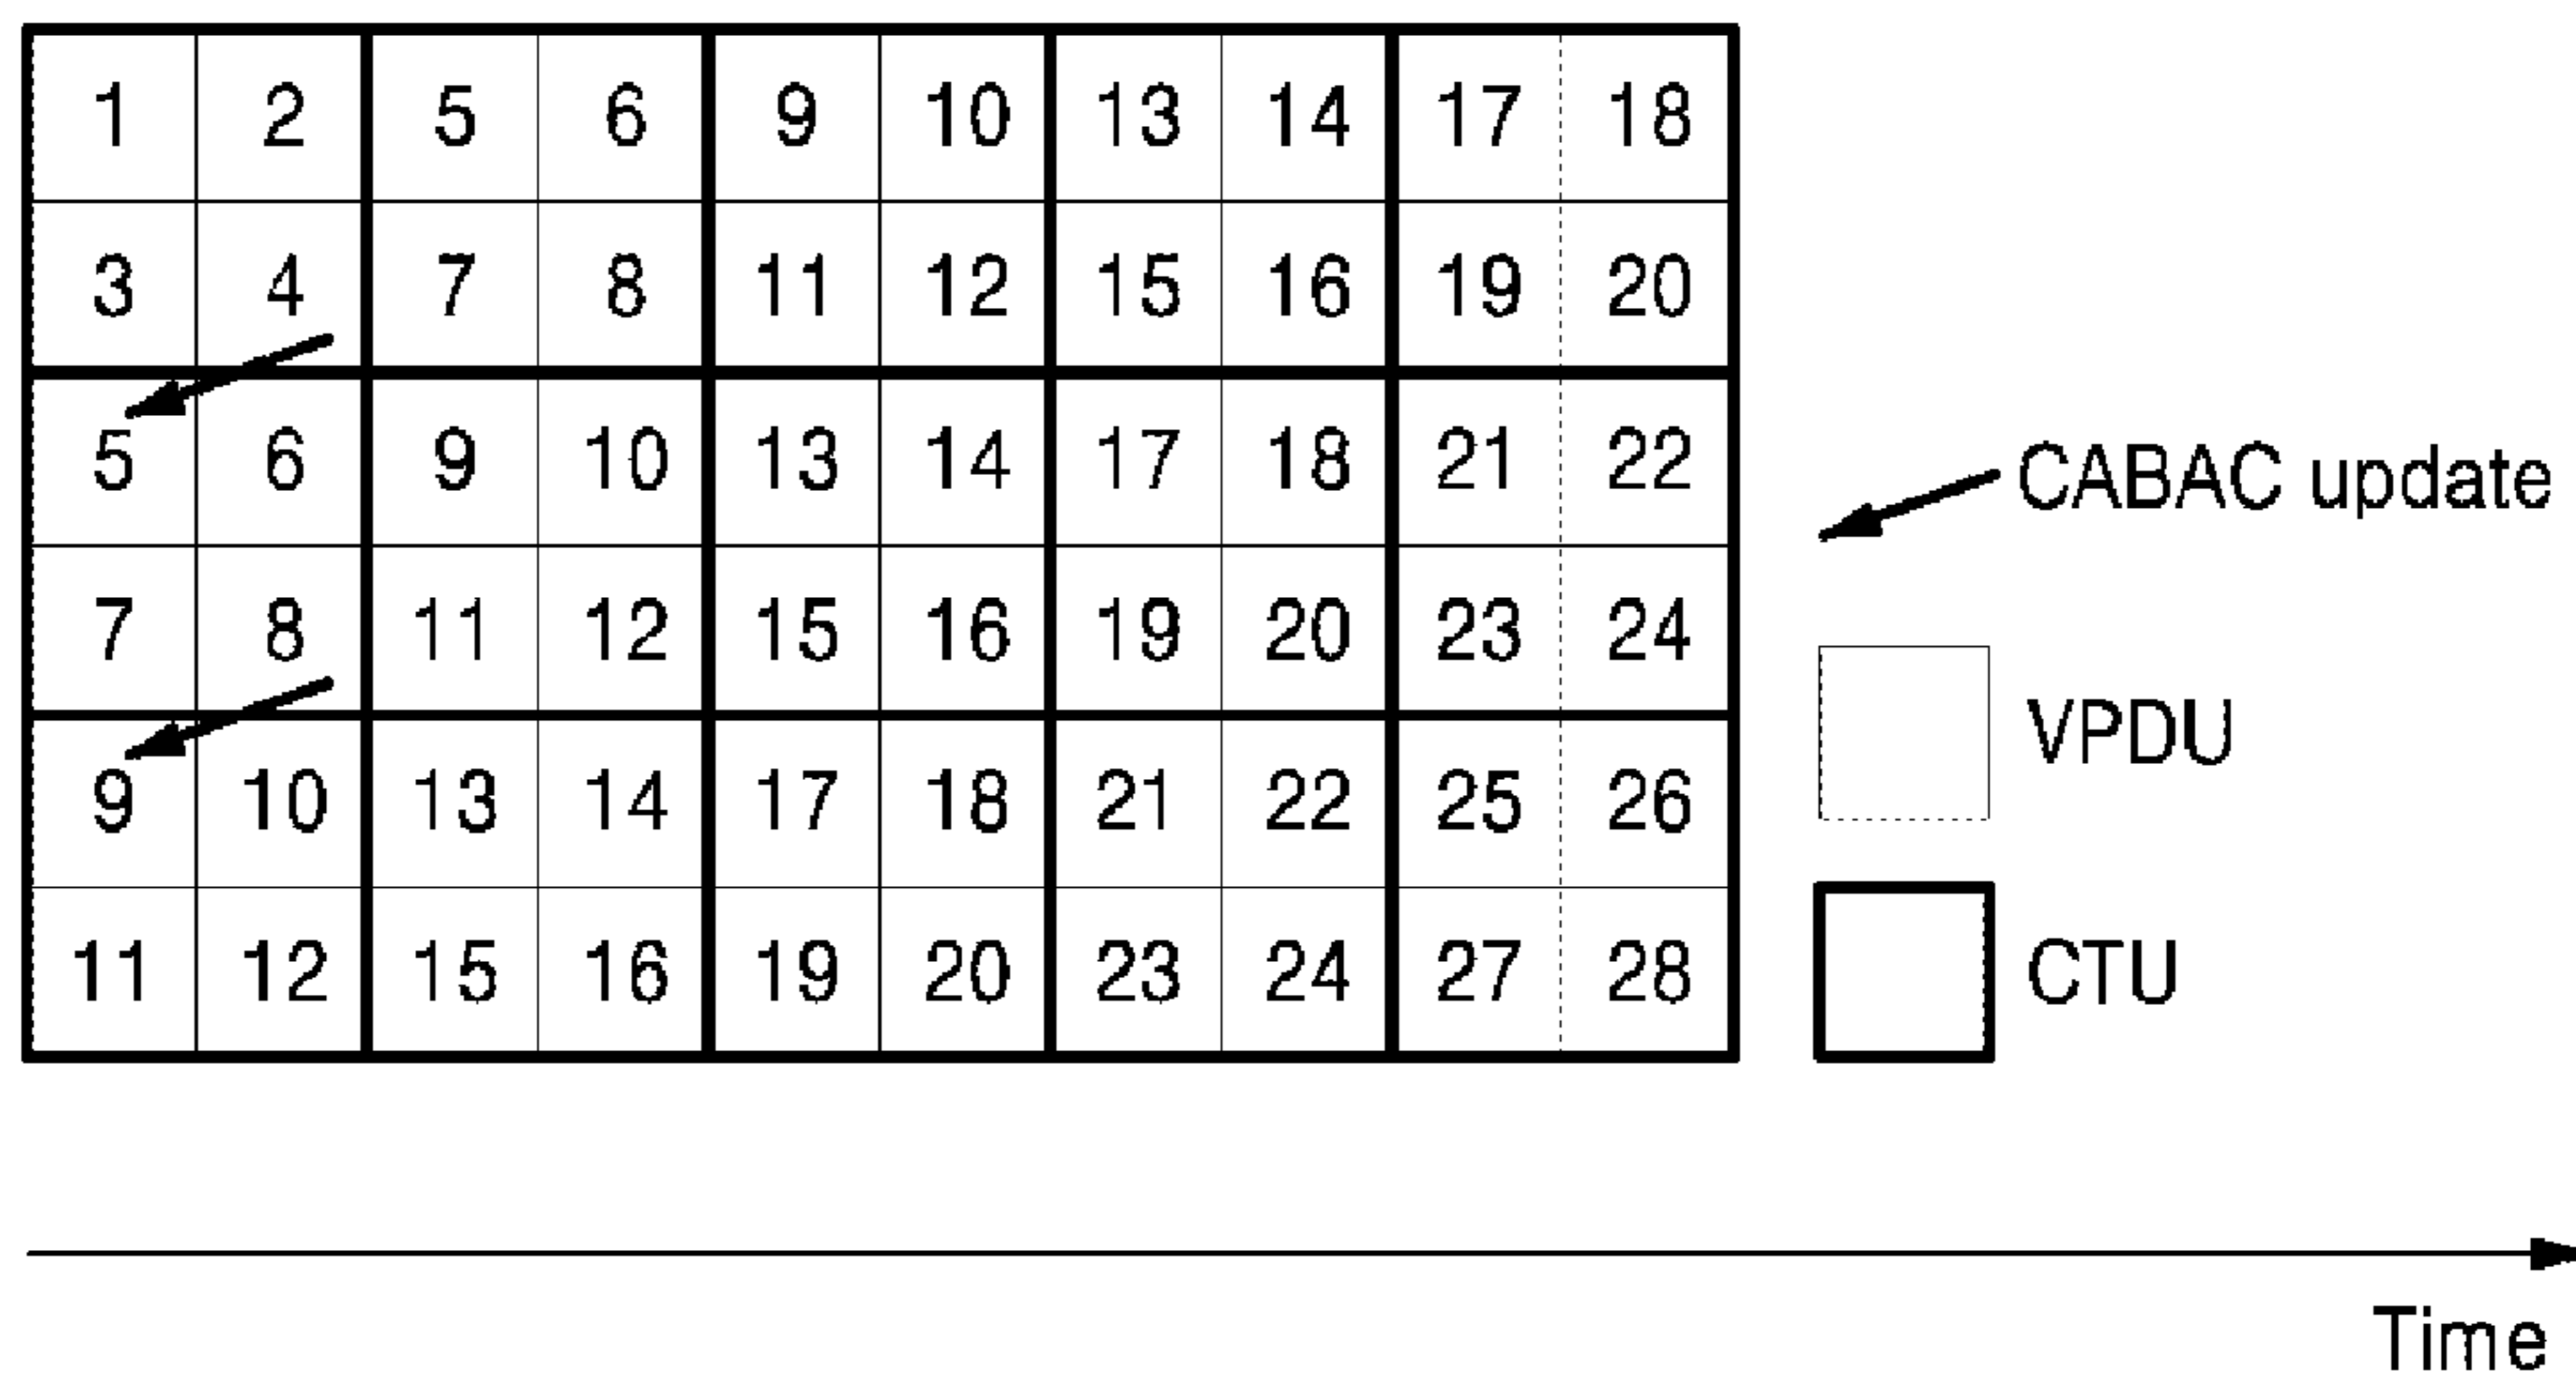 1 2 5 6 9 10 13 14 17 18
3 4 7 8 11 12 15 16 19 20
5 6 9 10 13 14 17 18 21 22
CABAC update
7 8 11 12 15 16 19 20 23 24
VPDU
9 10 13 14 17 18 21 22 25 26
11 12 15 16 19 20 23 24 27 28
CTU
Time